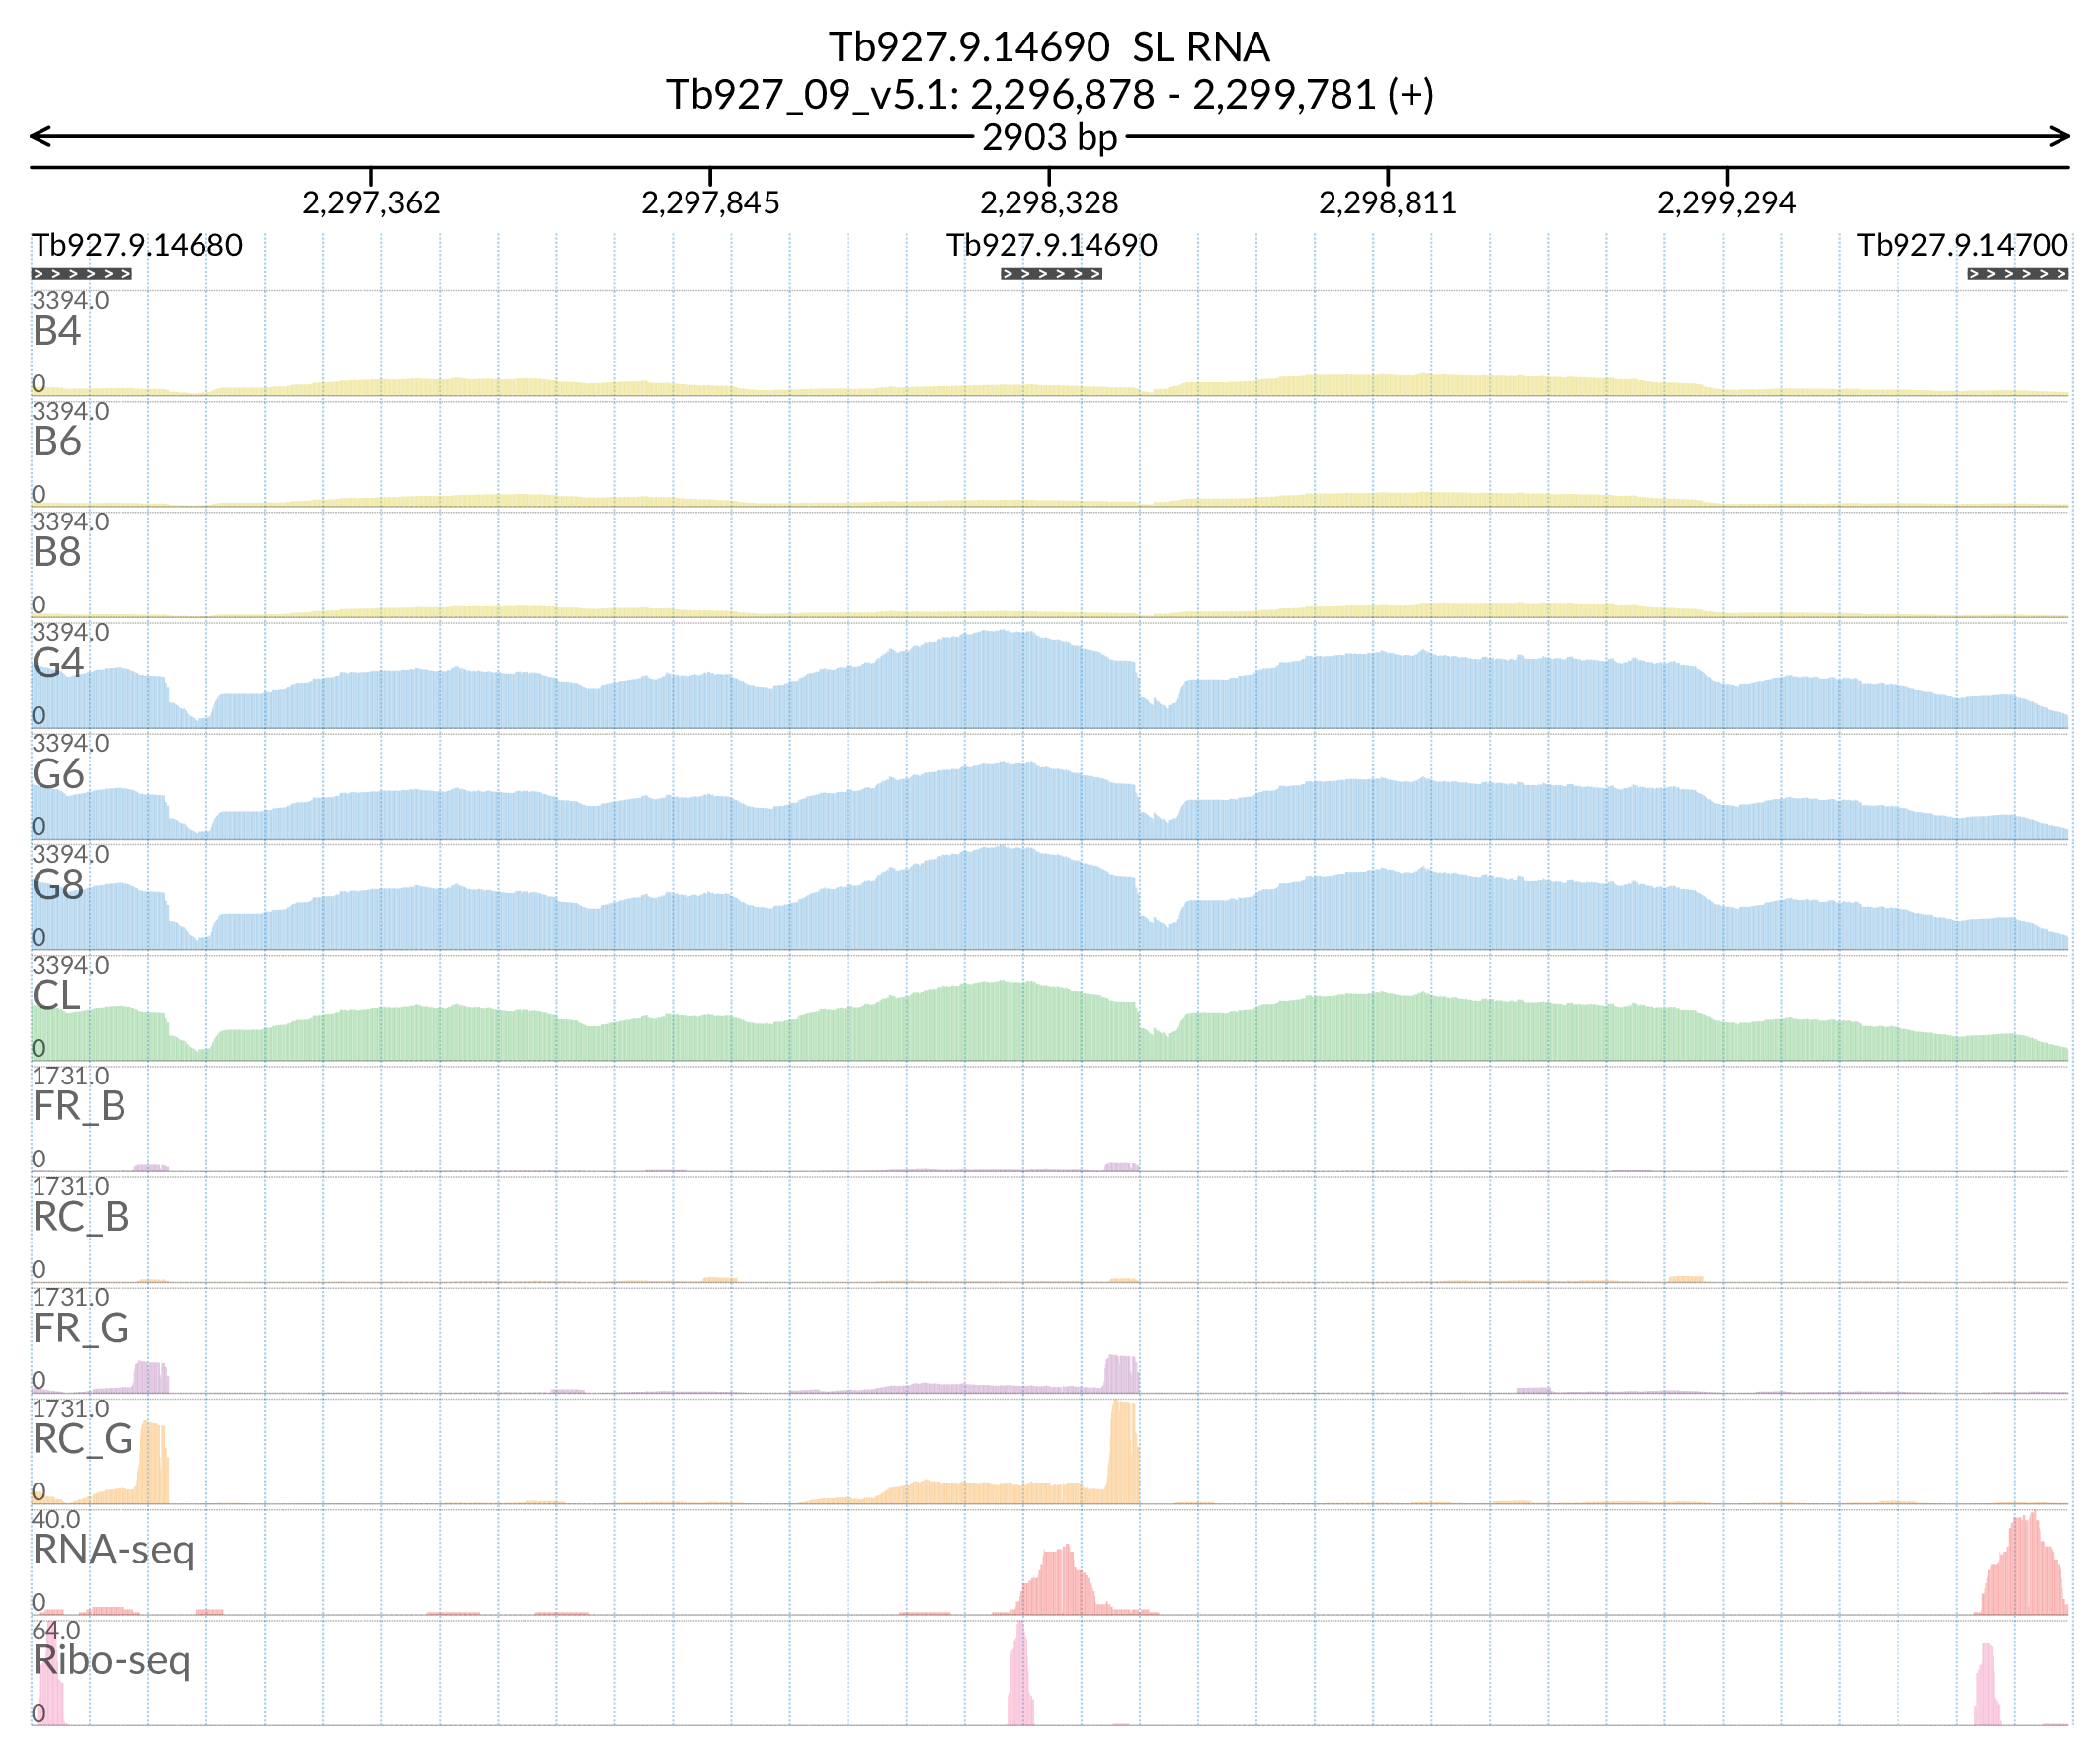 Tb927.9.14690 SL RNA
Tb927_09_v5.1: 2,296,878 - 2,299,781 (+)
2903 bp
2,297,362 2,297,845 2,298,328 2,298,811 2,299,294
Tb927.9.14680 Tb927.9.14690 Tb927.9.14700
3394.0
B4
0
3394.0
B6
0
3394.0
B8
0
3394.0
G4
0
3394.0
G6
0
3394.0
G8
0
3394.0
CL
0
1731.0
FR_B
0
1731.0
RC_B
0
1731.0
FR_G
0
1731.0
RC_G
0
40.0
RNA-seq
0
64.0
Ribo-seq
0